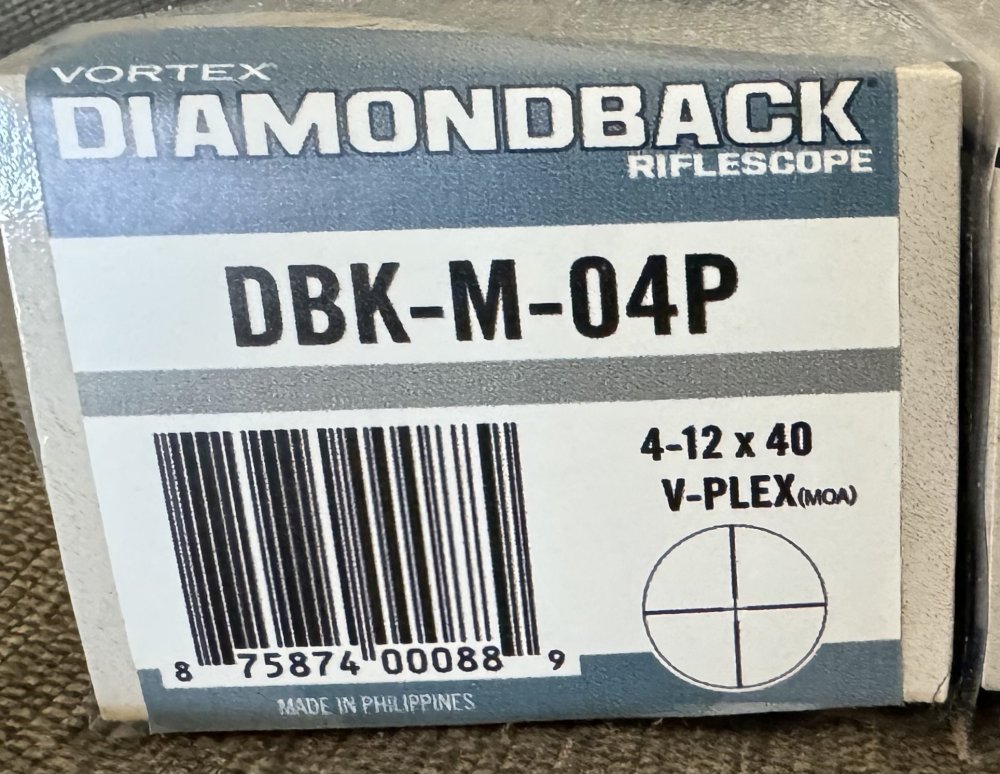 VORTEX
DIAMONDBACK
RIFLESCOPE
DBK-M-04P
4-12 x 40
V-PLEX(MOA)
8 75874 00088 9
MADE IN PHILIPPINES